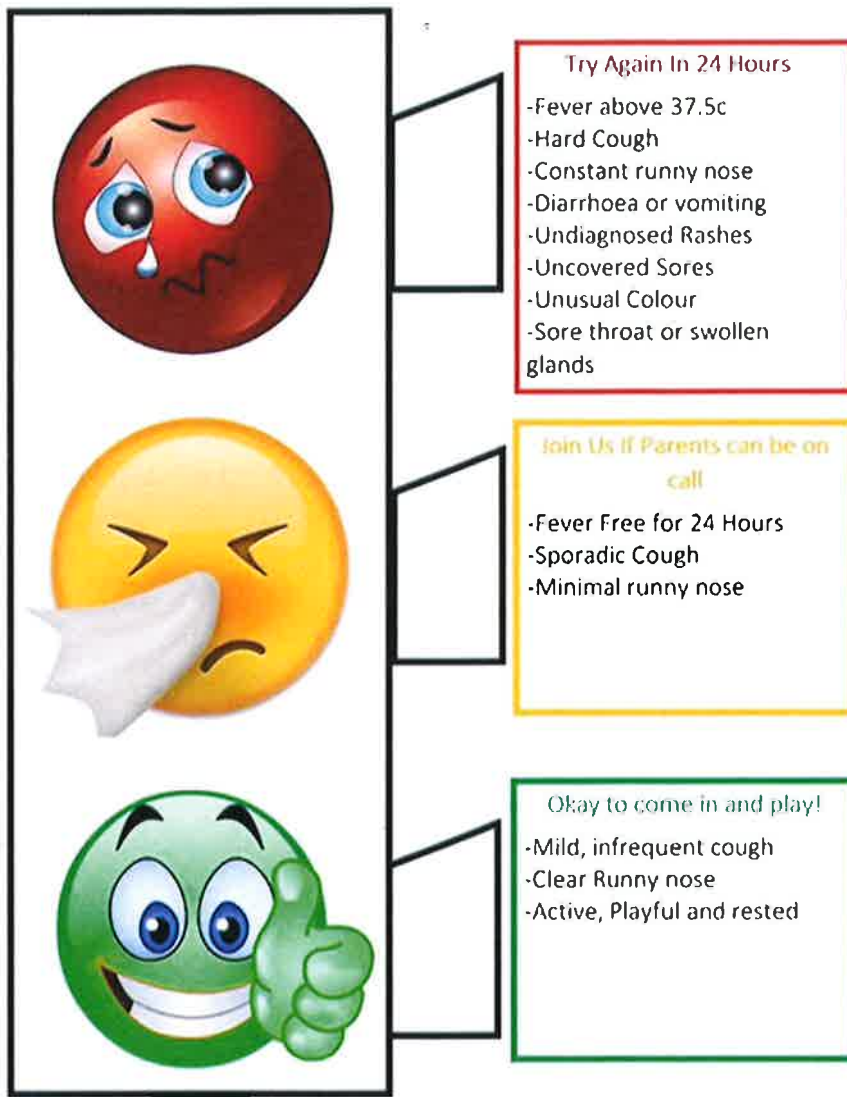 Try Again In 24 Hours
-Fever above 37.5c
-Hard Cough
-Constant runny nose
-Diarrhoea or vomiting
-Undiagnosed Rashes
-Uncovered Sores
-Unusual Colour
-Sore throat or swollen
glands
Join Us If Parents can be on
call
-Fever Free for 24 Hours
-Sporadic Cough
-Minimal runny nose
Okay to come in and play!
-Mild, infrequent cough
-Clear Runny nose
-Active, Playful and rested